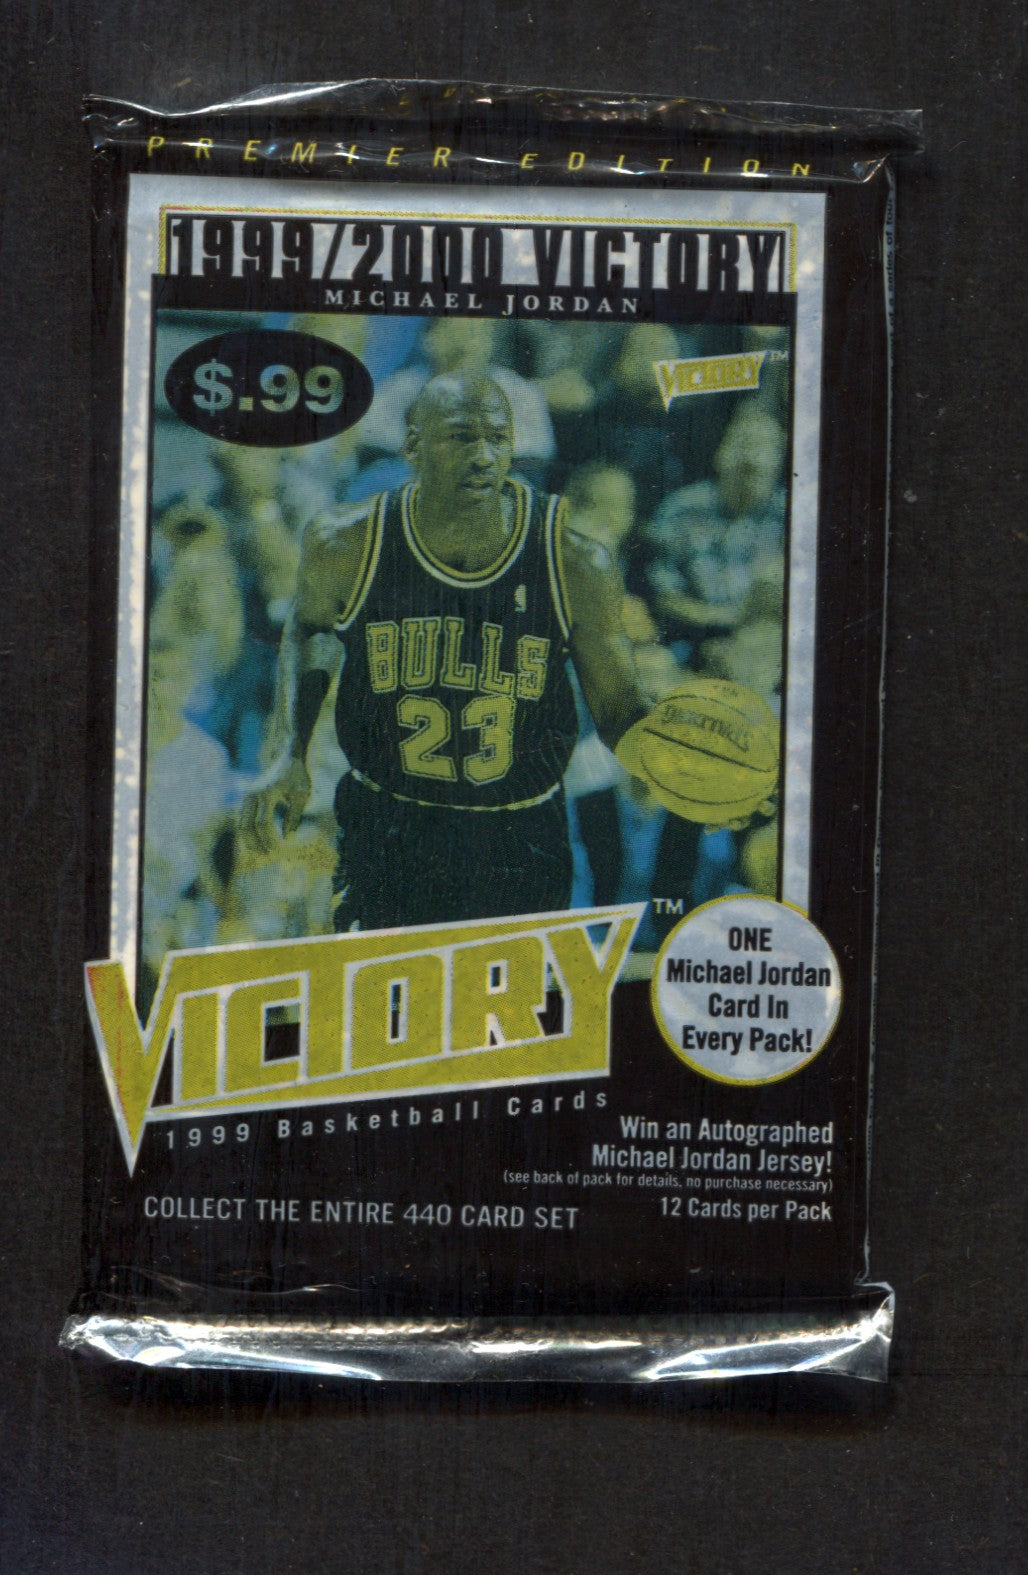 PREMIER EDITION
1999/2000 VICTORY
MICHAEL JORDAN
$.99
VICTORY™
BULLS
23
VICTORY™
ONE
Michael Jordan
Card In
Every Pack!
1999 Basketball Cards
Win an Autographed
Michael Jordan Jersey!
(see back of pack for details, no purchase necessary)
12 Cards per Pack
COLLECT THE ENTIRE 440 CARD SET